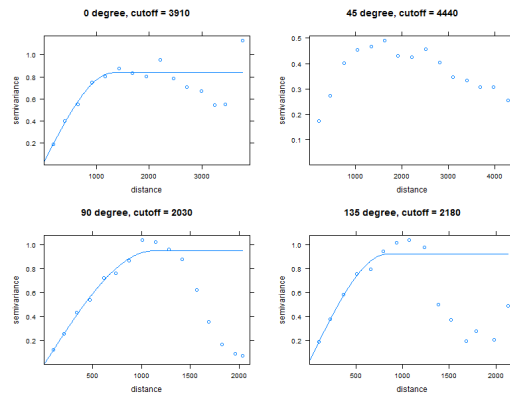 0 degree, cutoff = 3910
semivariance
1.0
0.8
0.6
0.4
0.2
1000
2000
3000
distance
45 degree, cutoff = 4440
semivariance
0.5
0.4
0.3
0.2
0.1
1000
2000
3000
4000
distance
90 degree, cutoff = 2030
semivariance
1.0
0.8
0.6
0.4
0.2
500
1000
1500
2000
distance
135 degree, cutoff = 2180
semivariance
1.0
0.8
0.6
0.4
0.2
500
1000
1500
2000
distance